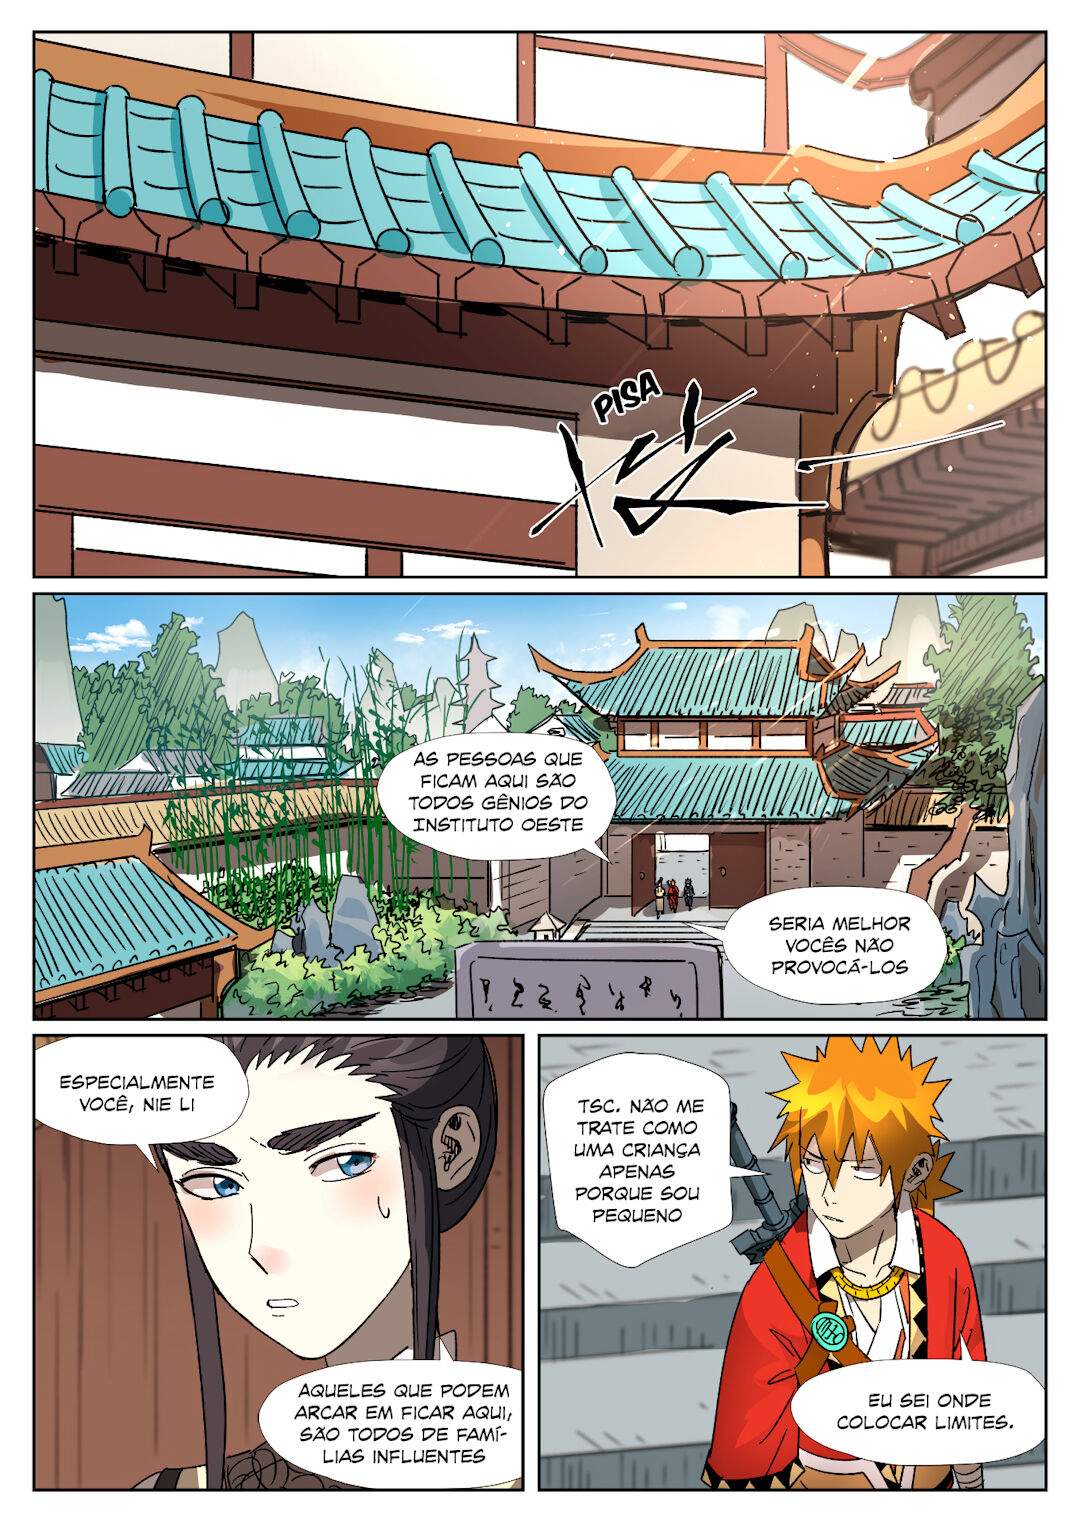 PISA
AS PESSOAS QUE
FICAM AQUI SÃO
TODOS GÊNIOS DO
INSTITUTO OESTE
SERIA MELHOR
VOCÊS NÃO
PROVOCÁ-LOS
ESPECIALMENTE
VOCÊ, NIE LI
AQUELES QUE PODEM
ARCAR EM FICAR AQUI,
SÃO TODOS DE FAMÍ-
LIAS INFLUENTES
TSC. NÃO ME
TRATE COMO
UMA CRIANÇA
APENAS
PORQUE SOU
PEQUENO
EU SEI ONDE
COLOCAR LIMITES.